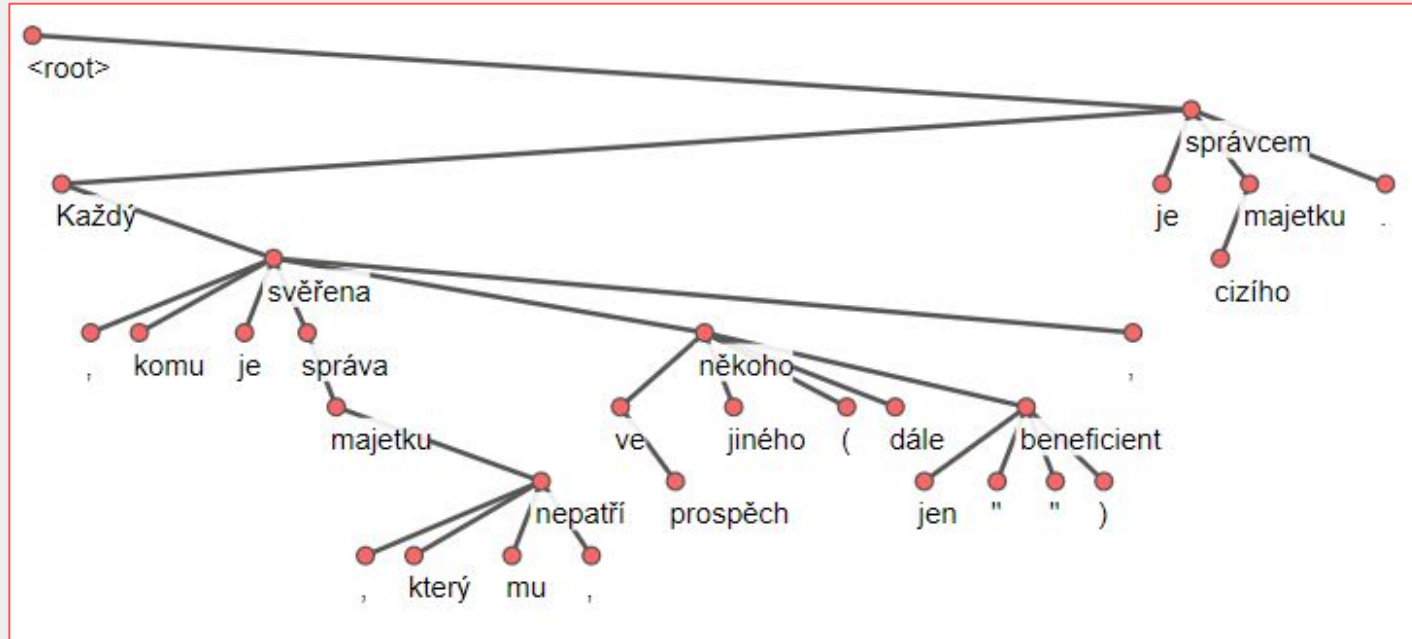 <root>
správcem
Každý je majetku .
svěřena cizího
, komu je správa někoho ,
majetku ve jiného ( dále beneficient
nepatří prospěch jen " " )
, který mu ,